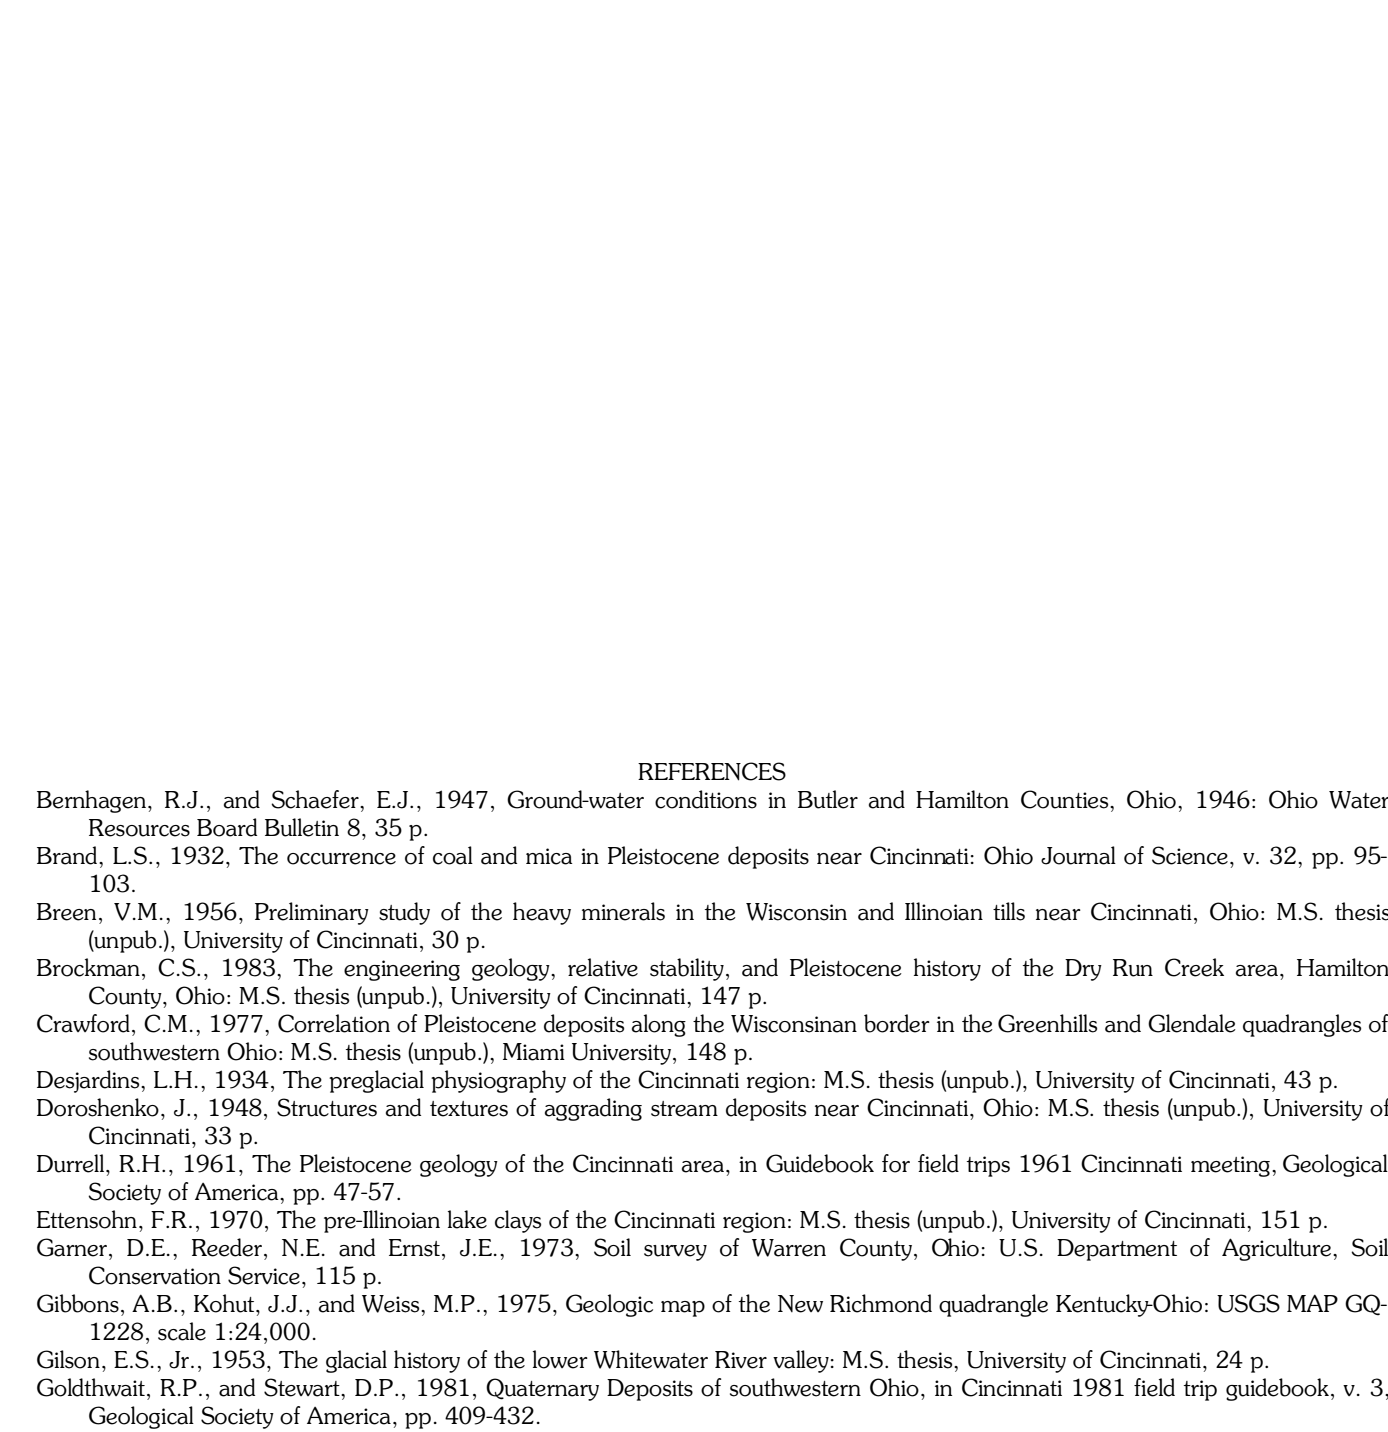 REFERENCES
Bernhagen, R.J., and Schaefer, E.J., 1947, Ground-water conditions in Butler and Hamilton Counties, Ohio, 1946: Ohio Water
Resources Board Bulletin 8, 35 p.
Brand, L.S., 1932, The occurrence of coal and mica in Pleistocene deposits near Cincinnati: Ohio Journal of Science, v. 32, pp. 95-
103.
Breen, V.M., 1956, Preliminary study of the heavy minerals in the Wisconsin and Illinoian tills near Cincinnati, Ohio: M.S. thesis
(unpub.), University of Cincinnati, 30 p.
Brockman, C.S., 1983, The engineering geology, relative stability, and Pleistocene history of the Dry Run Creek area, Hamilton
County, Ohio: M.S. thesis (unpub.), University of Cincinnati, 147 p.
Crawford, C.M., 1977, Correlation of Pleistocene deposits along the Wisconsinan border in the Greenhills and Glendale quadrangles of
southwestern Ohio: M.S. thesis (unpub.), Miami University, 148 p.
Desjardins, L.H., 1934, The preglacial physiography of the Cincinnati region: M.S. thesis (unpub.), University of Cincinnati, 43 p.
Doroshenko, J., 1948, Structures and textures of aggrading stream deposits near Cincinnati, Ohio: M.S. thesis (unpub.), University of
Cincinnati, 33 p.
Durrell, R.H., 1961, The Pleistocene geology of the Cincinnati area, in Guidebook for field trips 1961 Cincinnati meeting, Geological
Society of America, pp. 47-57.
Ettensohn, F.R., 1970, The pre-Illinoian lake clays of the Cincinnati region: M.S. thesis (unpub.), University of Cincinnati, 151 p.
Garner, D.E., Reeder, N.E. and Ernst, J.E., 1973, Soil survey of Warren County, Ohio: U.S. Department of Agriculture, Soil
Conservation Service, 115 p.
Gibbons, A.B., Kohut, J.J., and Weiss, M.P., 1975, Geologic map of the New Richmond quadrangle Kentucky-Ohio: USGS MAP GQ-
1228, scale 1:24,000.
Gilson, E.S., Jr., 1953, The glacial history of the lower Whitewater River valley: M.S. thesis, University of Cincinnati, 24 p.
Goldthwait, R.P., and Stewart, D.P., 1981, Quaternary Deposits of southwestern Ohio, in Cincinnati 1981 field trip guidebook, v. 3,
Geological Society of America, pp. 409-432.